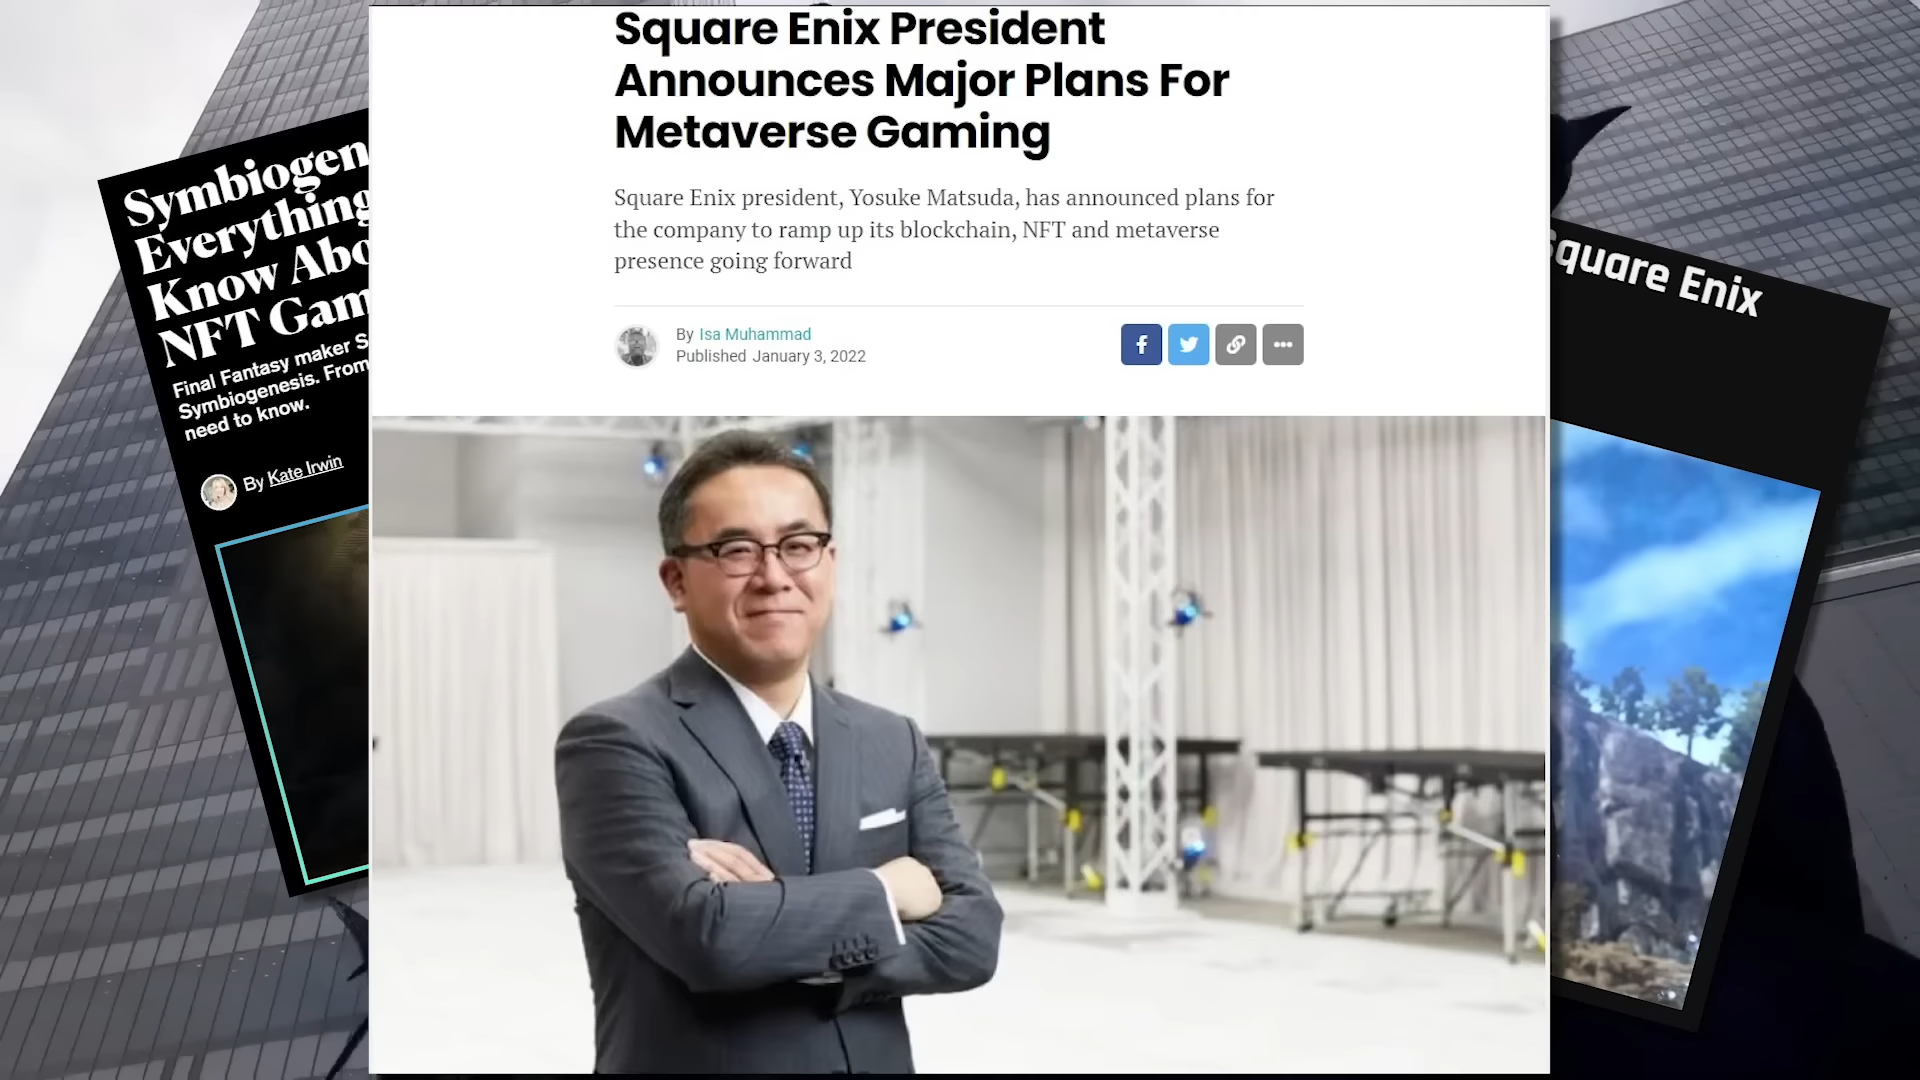 Square Enix President
Announces Major Plans For
Metaverse Gaming
Square Enix president, Yosuke Matsuda, has announced plans for
the company to ramp up its blockchain, NFT and metaverse
presence going forward
By Isa Muhammad
Published January 3, 2022
Symbiogen
Everything
Know Abo
NFT Gam
Final Fantasy maker S
Symbiogenesis. From
need to know.
By Kate Irwin
Square Enix